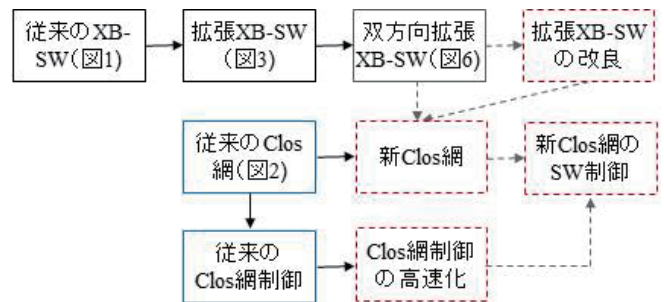 従来のXB-
SW(図1)
拡張XB-SW
(図3)
双方向拡張
XB-SW(図6)
拡張XB-SW
の改良
従来のClos
網(図2)
新Clos網
新Clos網の
SW制御
従来の
Clos網制御
Clos網制御
の高速化